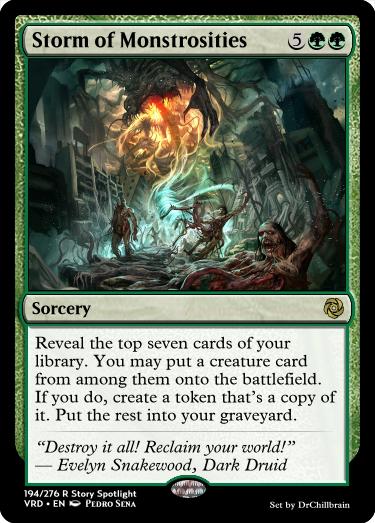 Storm of Monstrosities 5
Sorcery
Reveal the top seven cards of your
library. You may put a creature card
from among them onto the battlefield.
If you do, create a token that's a copy of
it. Put the rest into your graveyard.
“Destroy it all! Reclaim your world!”
— Evelyn Snakewood, Dark Druid
194/276 R Story Spotlight
VRD • EN Pedro Sena
Set by DrChillbrain